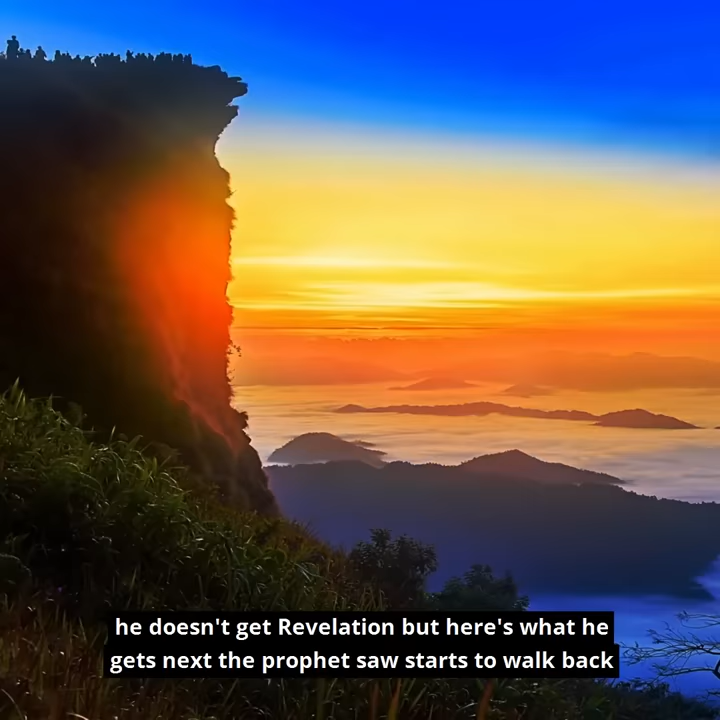 he doesn't get Revelation but here's what he
gets next the prophet saw starts to walk back